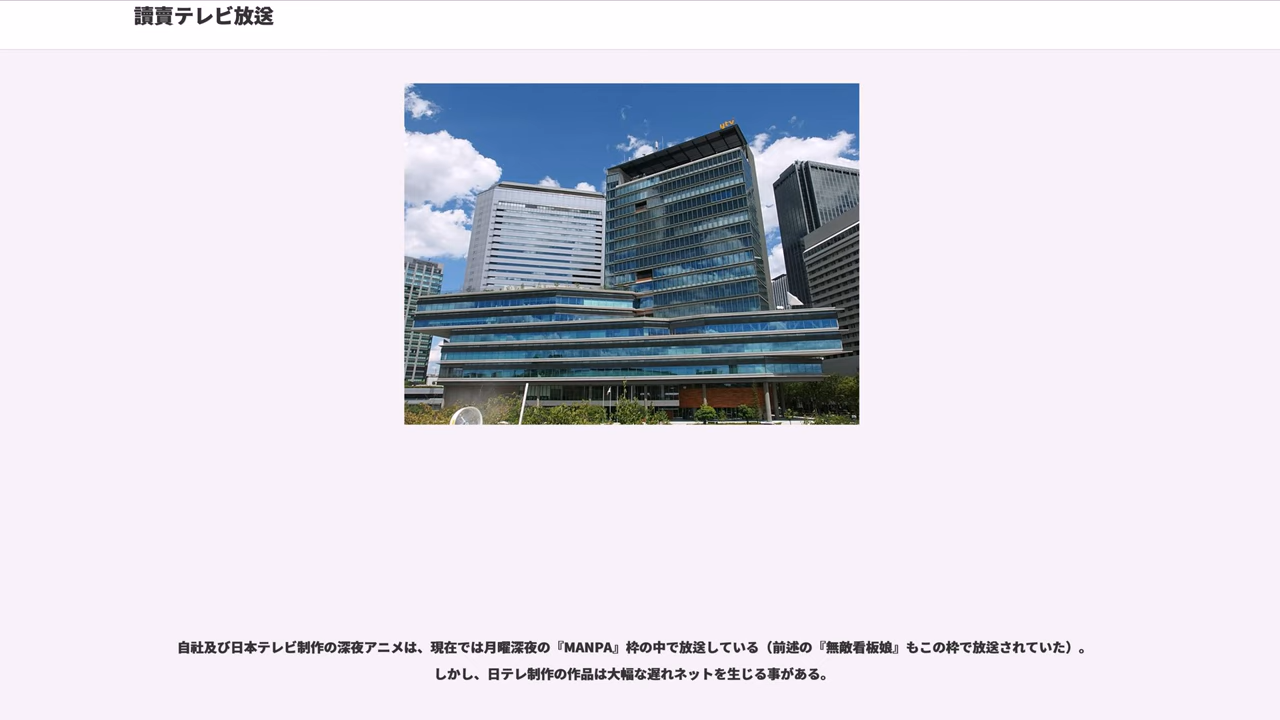 讀賣テレビ放送
ytv
自社及び日本テレビ制作の深夜アニメは、現在では月曜深夜の『MANPA』枠の中で放送している（前述の『無敵看板娘』もこの枠で放送されていた）。
しかし、日テレ制作の作品は大幅な遅れネットを生じる事がある。